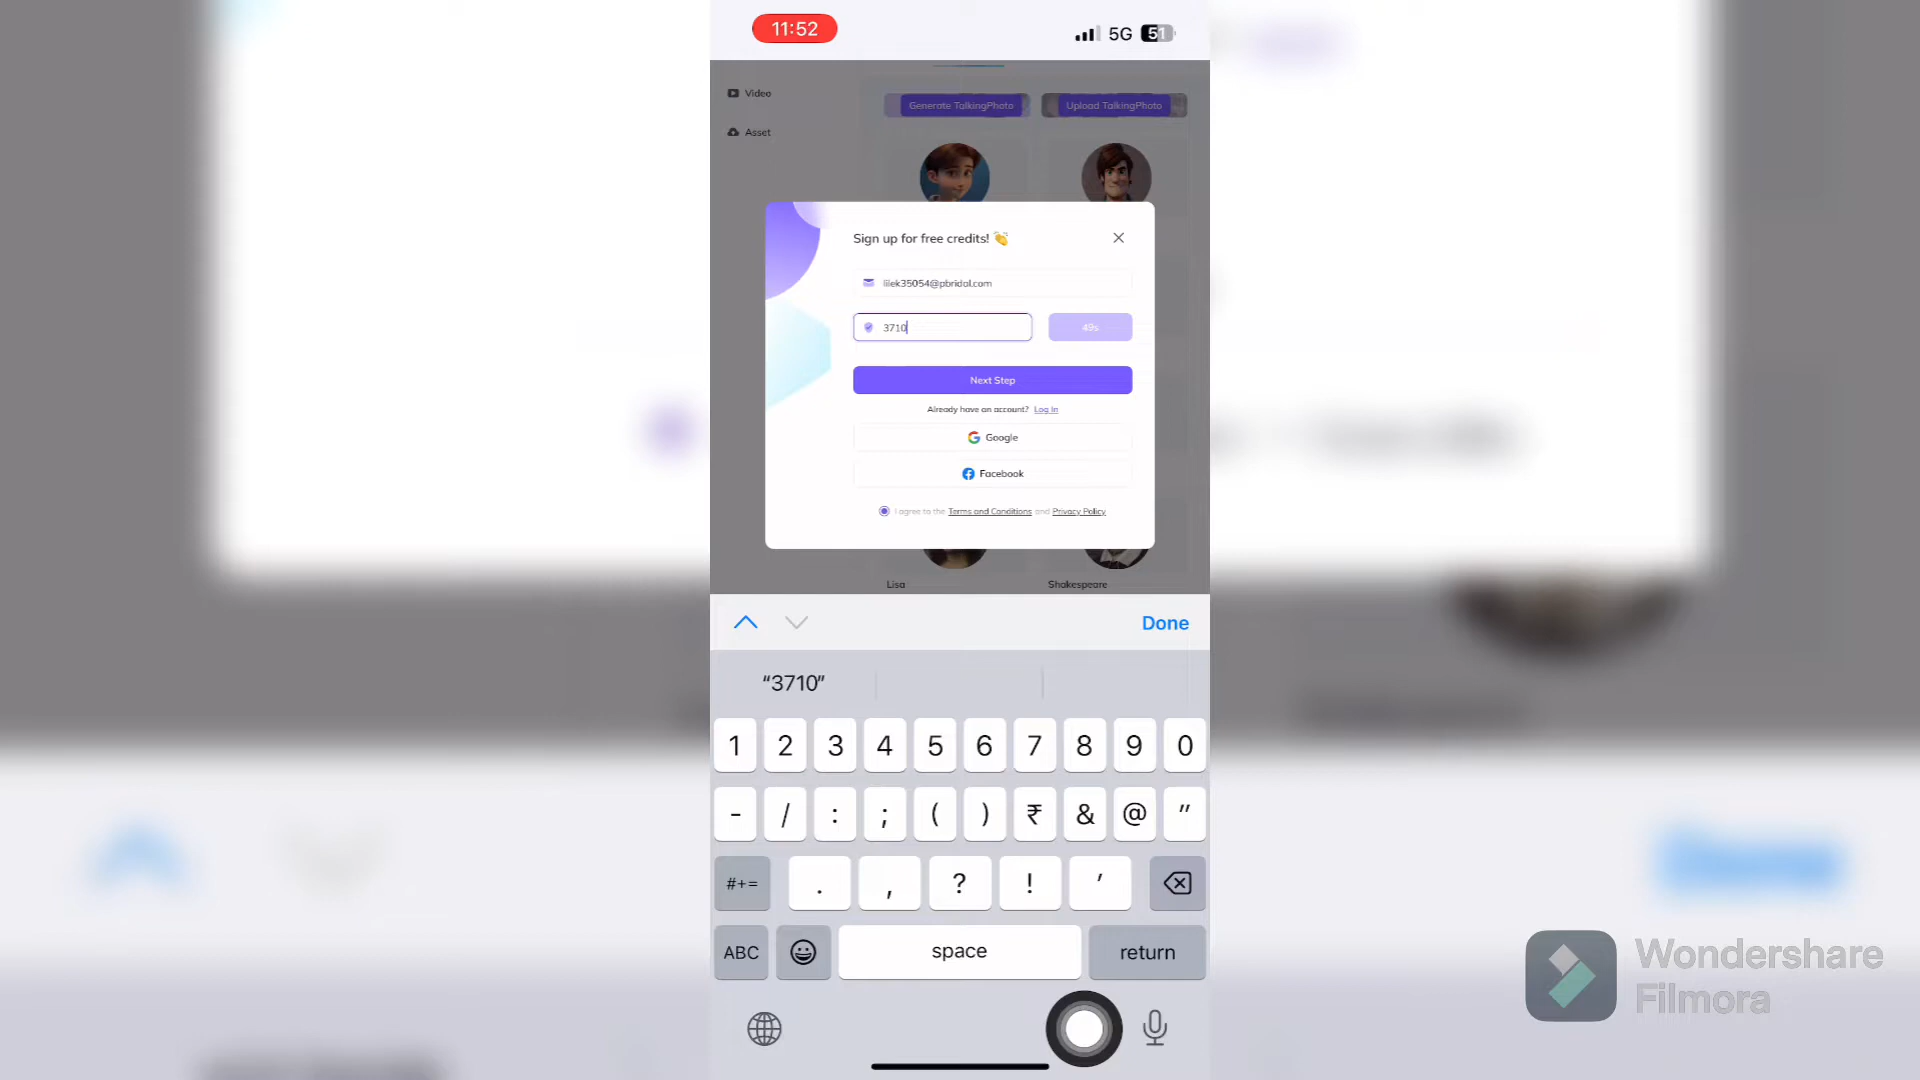 11:52
5G 51
Video
Asset
Generate TalkingPhoto
Upload TalkingPhoto
Sign up for free credits! 👏
lilek35054@pbridal.com
3710
49s
Next Step
Already have an account? Log In
Google
Facebook
I agree to the Terms and Conditions and Privacy Policy
Lisa
Shakespeare
Done
“3710”
1 2 3 4 5 6 7 8 9 0
- / : ; ( ) ₹ & @ "
#+= . , ? ! '
ABC space return
Wondershare
Filmora